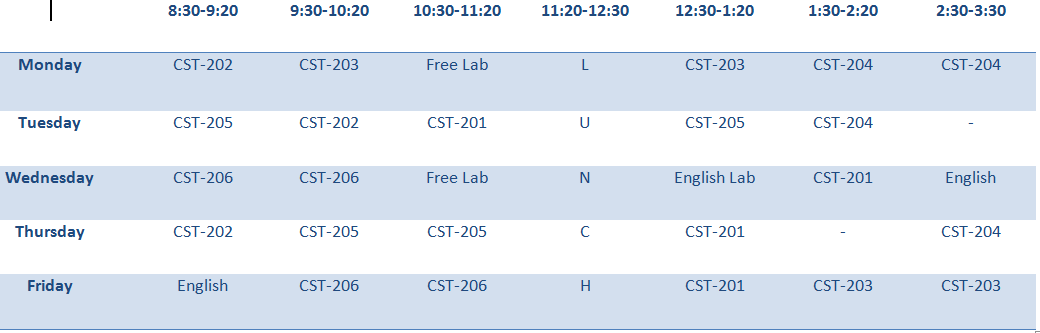 8:30-9:20 9:30-10:20 10:30-11:20 11:20-12:30 12:30-1:20 1:30-2:20 2:30-3:30
Monday CST-202 CST-203 Free Lab L CST-203 CST-204 CST-204
Tuesday CST-205 CST-202 CST-201 U CST-205 CST-204 -
Wednesday CST-206 CST-206 Free Lab N English Lab CST-201 English
Thursday CST-202 CST-205 CST-205 C CST-201 - CST-204
Friday English CST-206 CST-206 H CST-201 CST-203 CST-203